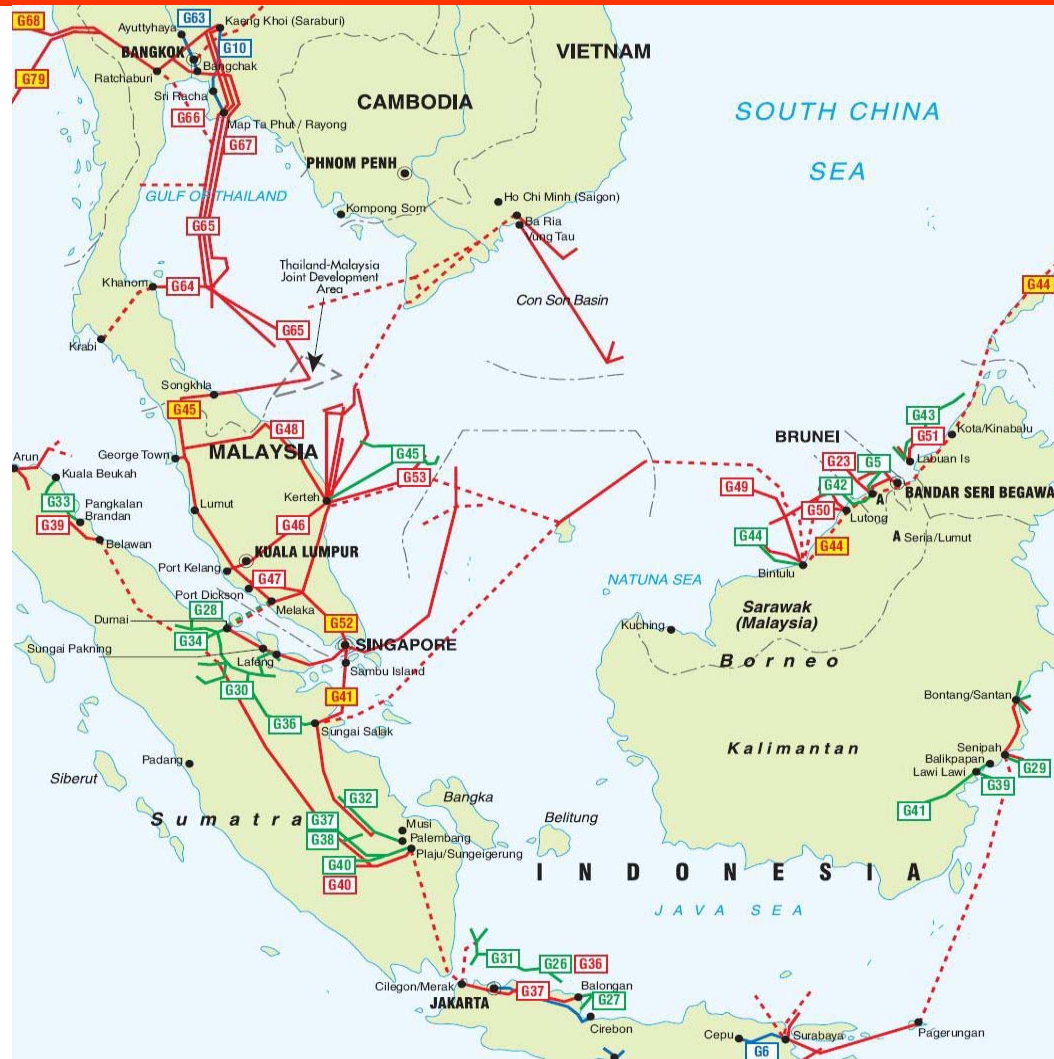 G68
G63
Kaeng Khoi (Saraburi)
Ayuttyhaya
G10
BANGKOK
Bangchak
VIETNAM
G79
Ratchaburi
Sri Racha
CAMBODIA
SOUTH CHINA
SEA
G66
Map Ta Phut / Rayong
G67
PHNOM PENH
GULF OF THAILAND
Ho Chi Minh (Saigon)
Kompong Som
Ba Ria
Vung Tau
G65
Thailand-Malaysia
Joint Development
Area
Khanom
G64
G44
Con Son Basin
G65
Krabi
Songkhla
G45
G43
G48
G51
Kota/Kinabalu
BRUNEI
MALAYSIA
George Town
G45
Arun
Labuan Is
G23
G5
Kuala Beukah
G53
G49
G42
BANDAR SERI BEGAWA
G33
Pangkalan
Brandan
Lumut
Kerteh
A
G50
Lutong
G39
G46
Belawan
G44
G44
A Seria/Lumut
KUALA LUMPUR
Port Kelang
Bintulu
G47
NATUNA SEA
Port Dickson
G28
Melaka
Sarawak
(Malaysia)
Dumai
G52
Kuching
G34
SINGAPORE
Sungai Pakning
Lafeng
Borneo
Sambu Island
G30
G41
Bontang/Santan
G36
Sungai Salak
Kalimantan
Senipah
Padang
Balikpapan
G29
Siberut
Lawi Lawi
G39
G32
Bangka
G41
Sumatra
G37
Musi
Belitung
G38
Palembang
Plaju/Sungeigerung
G40
INDONESIA
G40
JAVA SEA
G31
G26
G36
Cilegon/Merak
G37
Balongan
JAKARTA
G27
Cirebon
Pagerungan
Cepu
Surabaya
G6